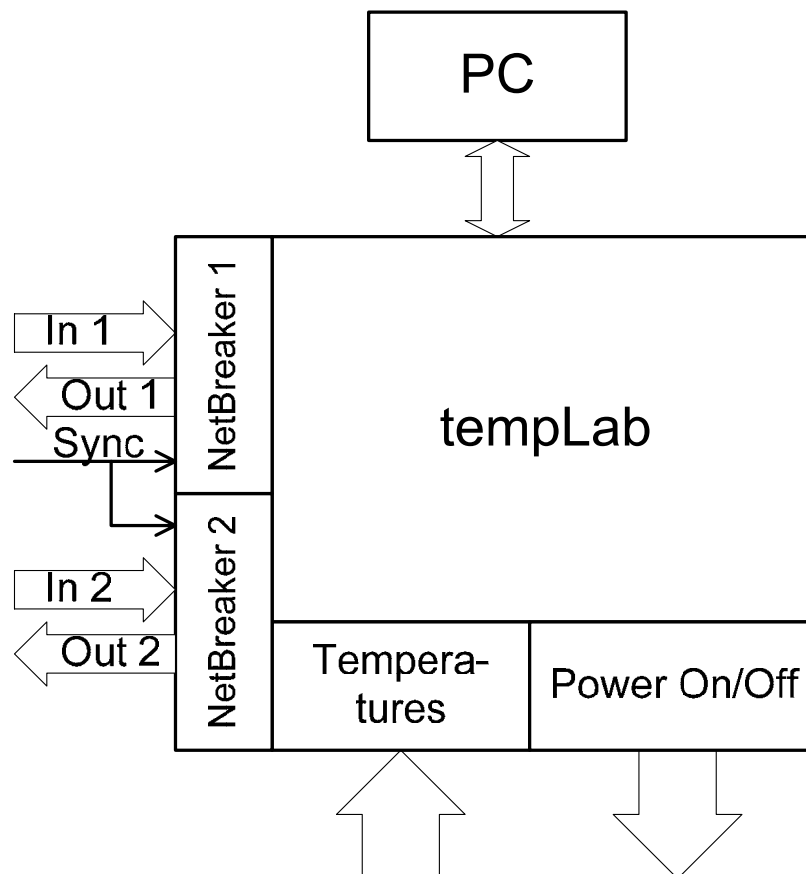 PC
NetBreaker 1
In 1
Out 1
Sync
tempLab
NetBreaker 2
In 2
Out 2
Tempera-
tures
Power On/Off